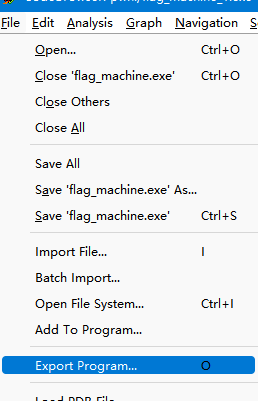 File Edit Analysis Graph Navigation
Open... Ctrl+O
Close 'flag_machine.exe' Ctrl+O
Close Others
Close All
Save All
Save 'flag_machine.exe' As...
Save 'flag_machine.exe' Ctrl+S
Import File... I
Batch Import...
Open File System... Ctrl+I
Add To Program...
Export Program... O